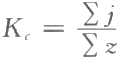 K_c = \frac{\sum j}{\sum z}